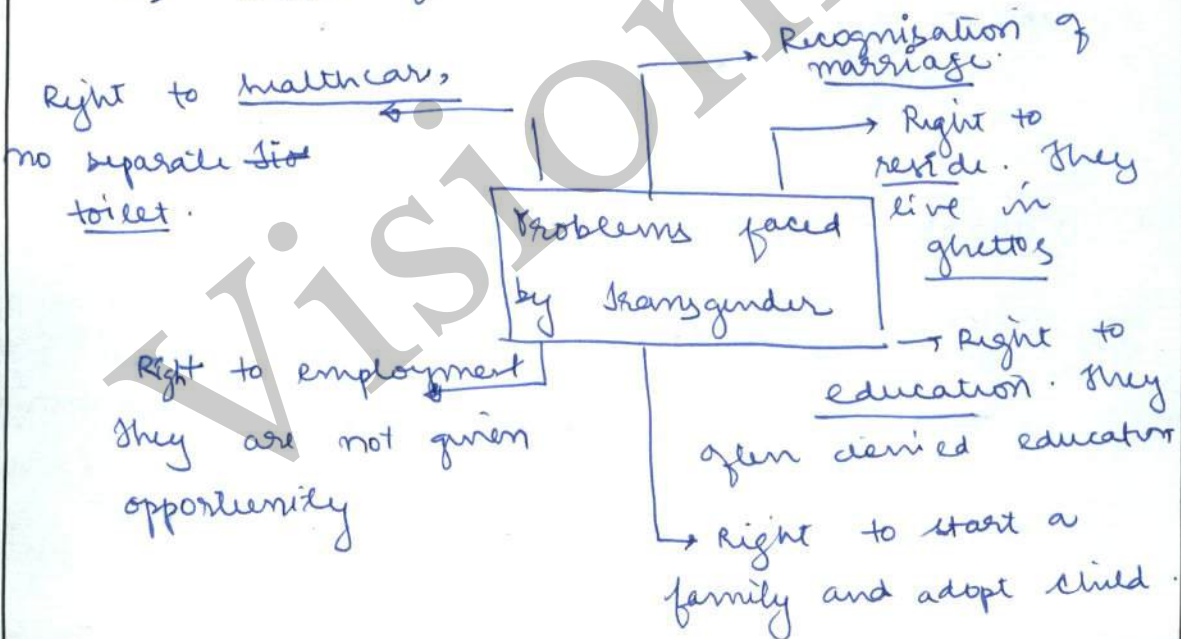 Recognisation of
marriage.
Right to healthcar,
no separate
toilet.
Right to
reside. They
live in
ghettos
Problems faced
by Transgender
Right to
education. They
often denied education
Right to employment
They are not given
opportunity
Right to start a
family and adopt child.
Vision